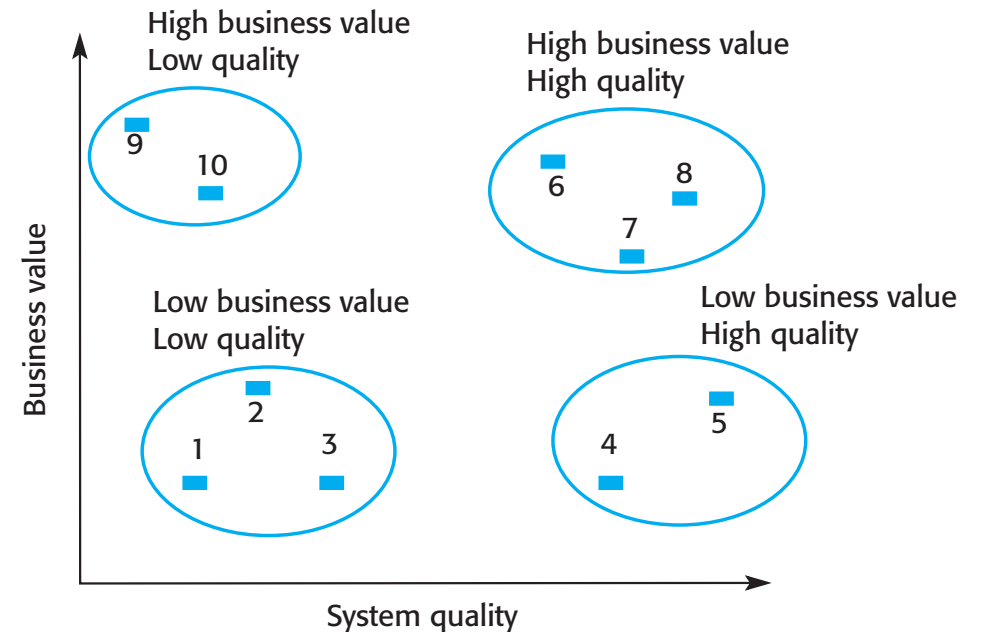 High business value
Low quality
High business value
High quality
9
10
6
8
7
Business value
Low business value
Low quality
Low business value
High quality
2
1
3
5
4
System quality